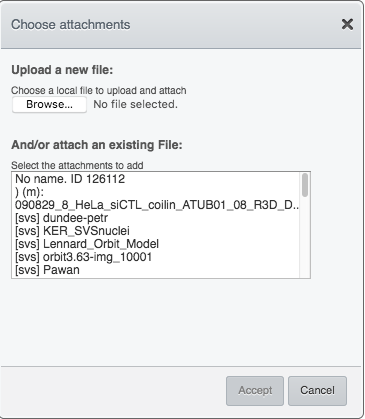 Choose attachments
Upload a new file:
Choose a local file to upload and attach
Browse... No file selected.
And/or attach an existing File:
Select the attachments to add
No name. ID 126112
) (m):
090829_8_HeLa_siCTL_coilin_ATUB01_08_R3D_D...
[svs] dundee-petr
[svs] KER_SVSnuclei
[svs] Lennard_Orbit_Model
[svs] orbit3.63-img_10001
[svs] Pawan
Accept Cancel